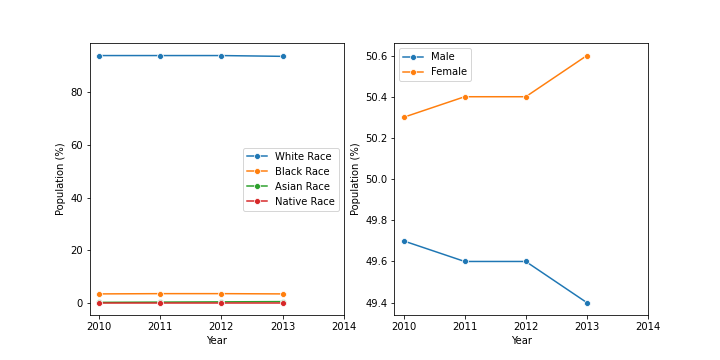 80
60
40
20
0
Population (%)
2010 2011 2012 2013 2014
Year
White Race
Black Race
Asian Race
Native Race
50.6
50.4
50.2
50.0
49.8
49.6
49.4
Population (%)
2010 2011 2012 2013 2014
Year
Male
Female